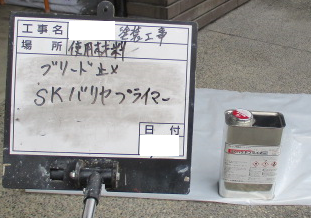 工事名 塗装工事
場所 使用材料
ブリード止メ
SKバリヤプライマー
日付